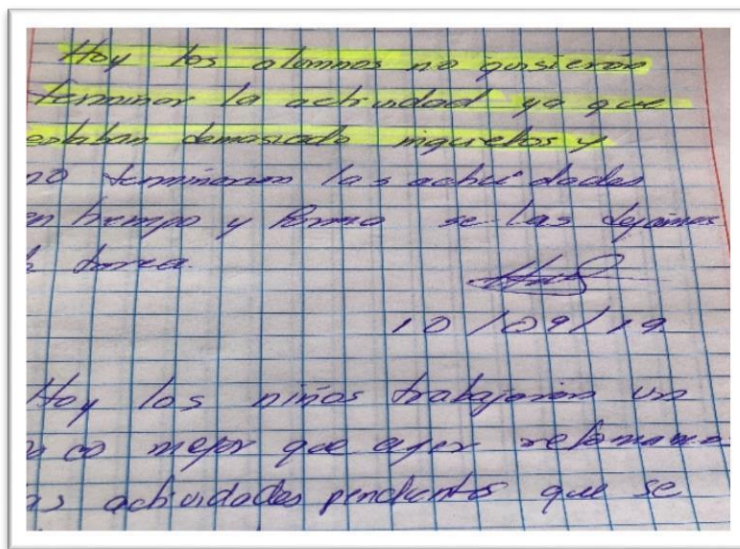 Hoy los alumnos no quisieron
terminar la actividad ya que
estaban demasiado inquietos y
no terminaron las actividades
en tiempo y forma se las dejamos
d tarea.
10/09/19
Hoy los niños trabajaron un
poco mejor que ayer retomamos
las actividades pendientes que se